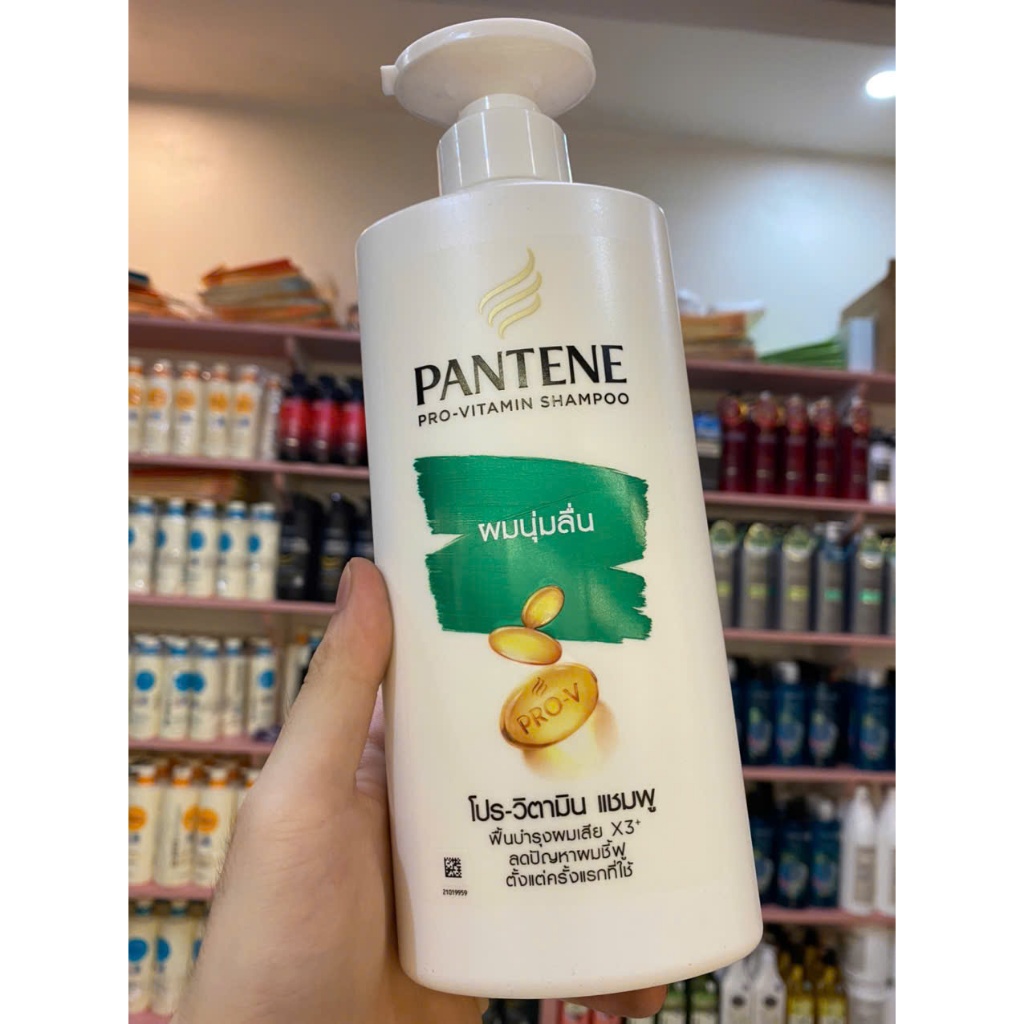 PANTENE
PRO-VITAMIN SHAMPOO
ผมนุ่มลื่น
PRO-V
โปร-วิตามิน แชมพู
ฟื้นบำรุงผมเสีย X3+
ลดปัญหาผมชี้ฟู
ตั้งแต่ครั้งแรกที่ใช้
21019959